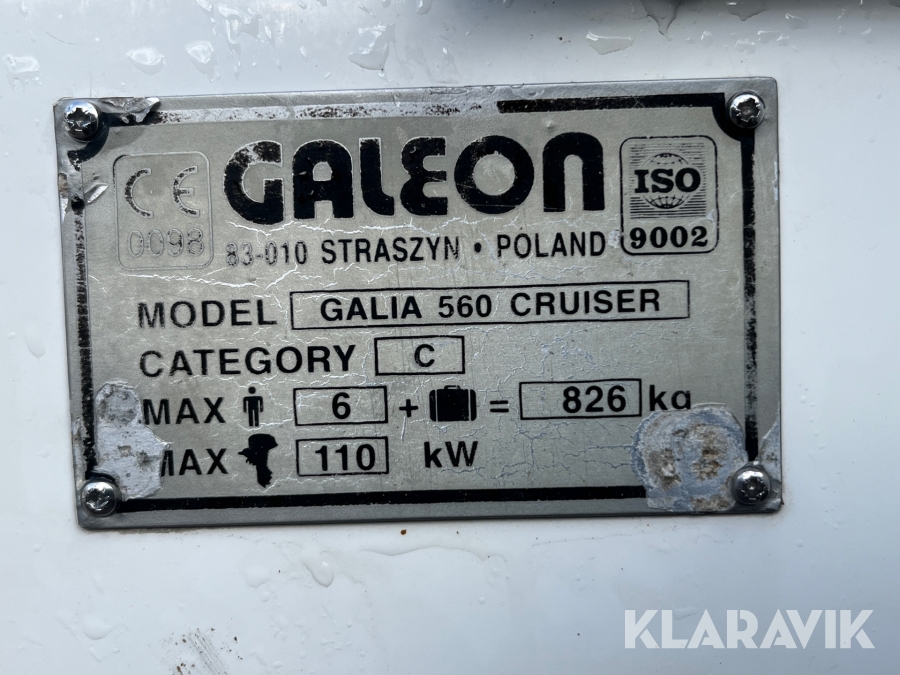 CE
0098
GALEON
ISO
9002
83-010 STRASZYN • POLAND
MODEL GALIA 560 CRUISER
CATEGORY C
MAX 6 + = 826 kg
MAX 110 kW
KLARAVIK